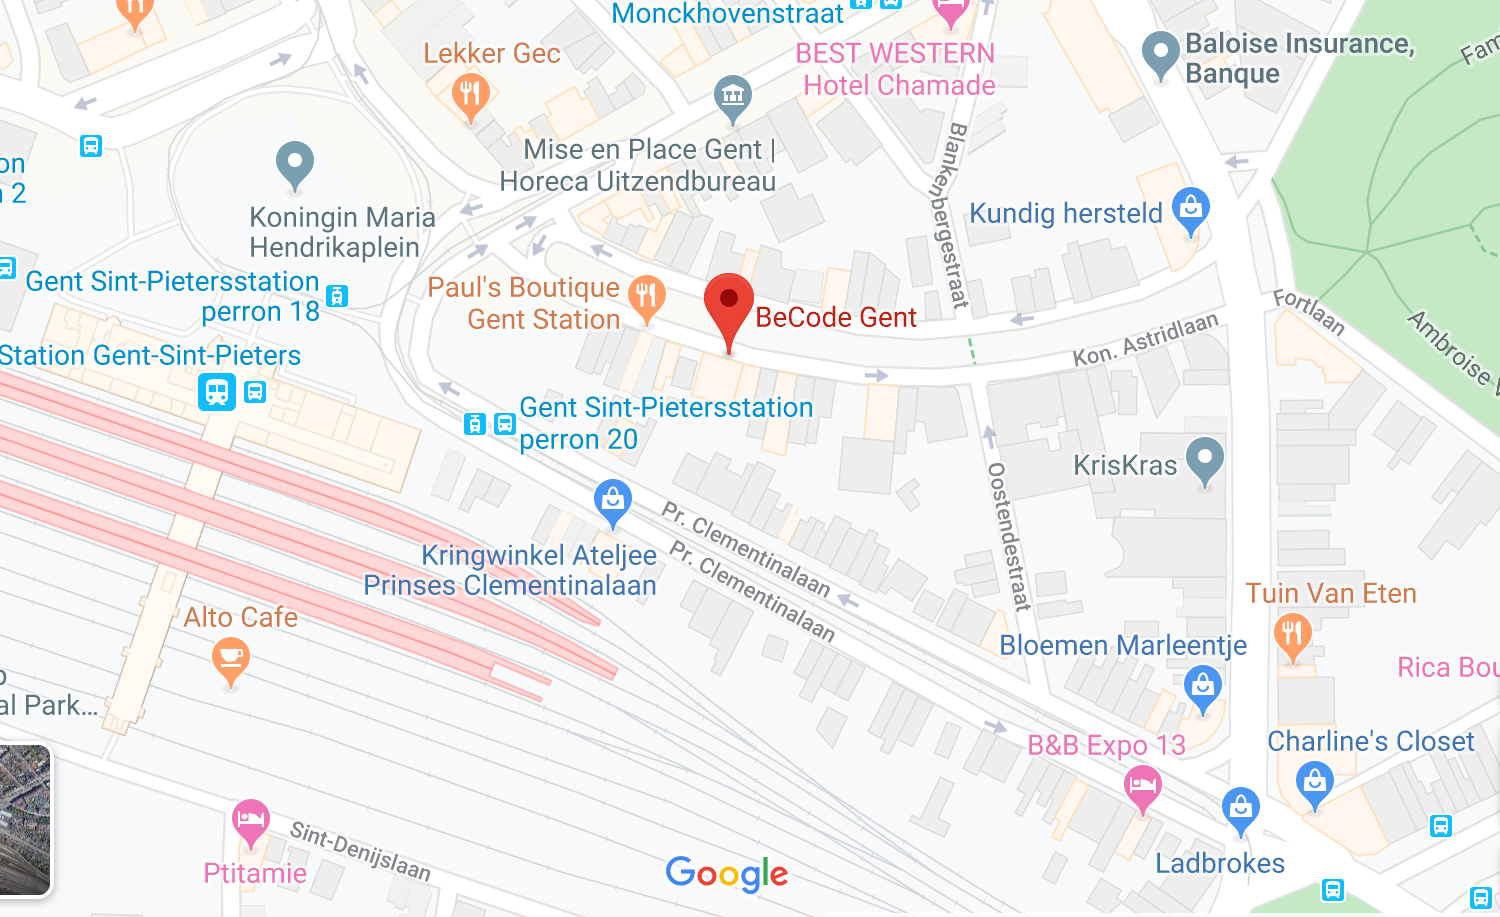 Monckhovenstraat
Lekker Gec
BEST WESTERN
Hotel Chamade
Baloise Insurance,
Banque
Mise en Place Gent |
Horeca Uitzendbureau
Blankenbergestraat
on
2
Koningin Maria
Hendrikaplein
Kundig hersteld
Gent Sint-Pietersstation
perron 18
Paul's Boutique
Gent Station
BeCode Gent
Fortlaan
Kon. Astridlaan
Ambroise
Station Gent-Sint-Pieters
Gent Sint-Pietersstation
perron 20
KrisKras
Oostendestraat
Pr. Clementinalaan
Pr. Clementinalaan
Kringwinkel Ateljee
Prinses Clementinalaan
Alto Cafe
Tuin Van Eten
Bloemen Marleentje
Rica Bou
al Park...
B&B Expo 13
Charline's Closet
Sint-Denijslaan
Ptitamie
Google
Ladbrokes